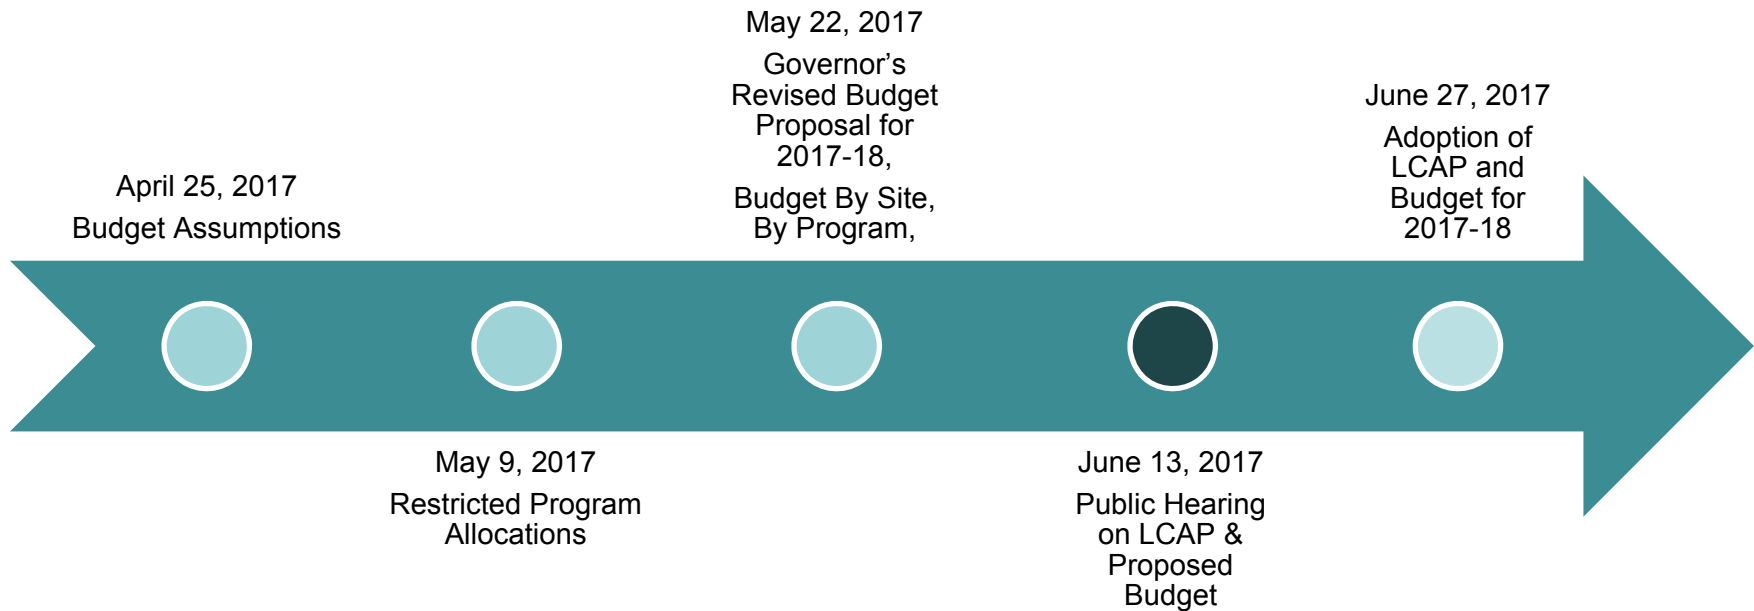 April 25, 2017
Budget Assumptions
May 9, 2017
Restricted Program
Allocations
May 22, 2017
Governor’s
Revised Budget
Proposal for
2017-18,
Budget By Site,
By Program,
June 13, 2017
Public Hearing
on LCAP &
Proposed
Budget
June 27, 2017
Adoption of
LCAP and
Budget for
2017-18